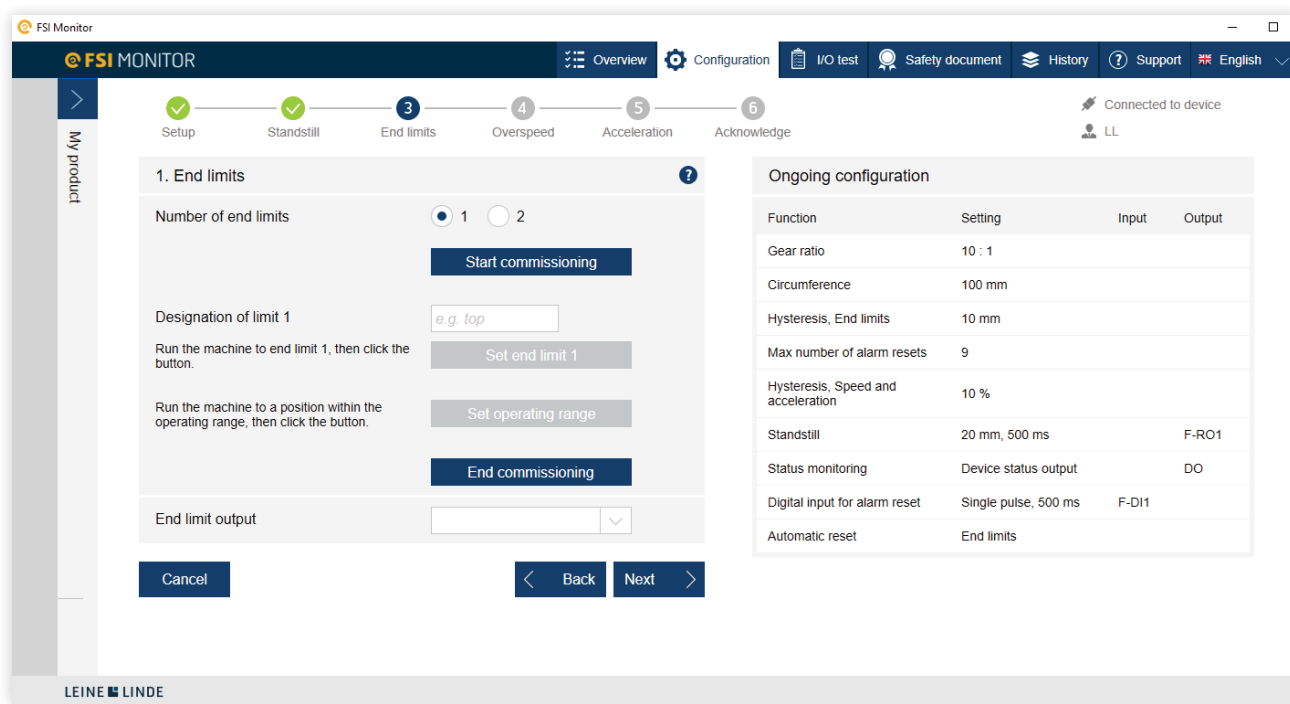 FSI Monitor
FSI MONITOR
Overview
Configuration
I/O test
Safety document
History
? Support
English
My product
3 4 5 6
Setup Standstill End limits Overspeed Acceleration Acknowledge
Connected to device
LL
1. End limits ?
Number of end limits 1 2
Start commissioning
Designation of limit 1 e.g. top
Run the machine to end limit 1, then click the
button.
Set end limit 1
Run the machine to a position within the
operating range, then click the button.
Set operating range
End commissioning
End limit output
Cancel Back Next
Ongoing configuration
Function Setting Input Output
Gear ratio 10 : 1
Circumference 100 mm
Hysteresis, End limits 10 mm
Max number of alarm resets 9
Hysteresis, Speed and
acceleration 10 %
Standstill 20 mm, 500 ms F-RO1
Status monitoring Device status output DO
Digital input for alarm reset Single pulse, 500 ms F-DI1
Automatic reset End limits
LEINE LINDE